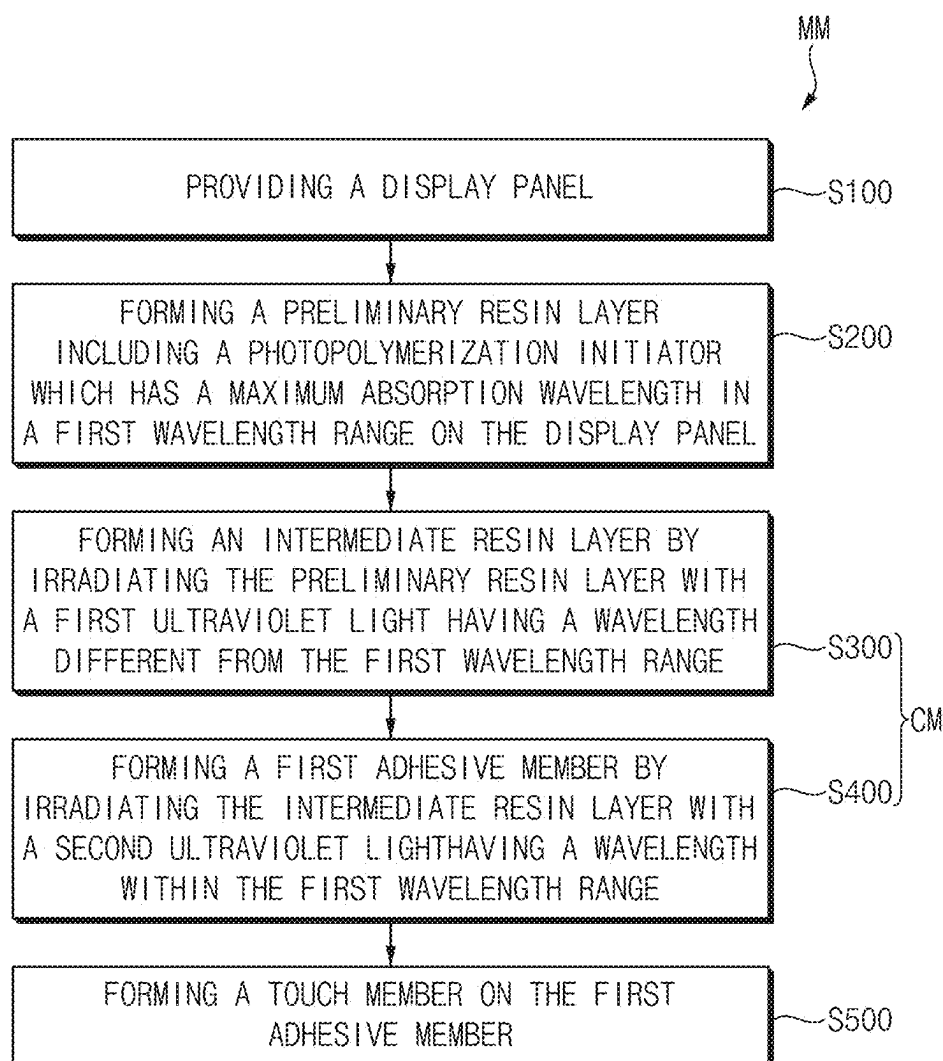 MM
PROVIDING A DISPLAY PANEL
S100
FORMING A PRELIMINARY RESIN LAYER
INCLUDING A PHOTOPOLYMERIZATION INITIATOR
WHICH HAS A MAXIMUM ABSORPTION WAVELENGTH IN
A FIRST WAVELENGTH RANGE ON THE DISPLAY PANEL
S200
FORMING AN INTERMEDIATE RESIN LAYER BY
IRRADIATING THE PRELIMINARY RESIN LAYER WITH
A FIRST ULTRAVIOLET LIGHT HAVING A WAVELENGTH
DIFFERENT FROM THE FIRST WAVELENGTH RANGE
S300
CM
FORMING A FIRST ADHESIVE MEMBER BY
IRRADIATING THE INTERMEDIATE RESIN LAYER WITH
A SECOND ULTRAVIOLET LIGHTHAVING A WAVELENGTH
WITHIN THE FIRST WAVELENGTH RANGE
S400
FORMING A TOUCH MEMBER ON THE FIRST
ADHESIVE MEMBER
S500